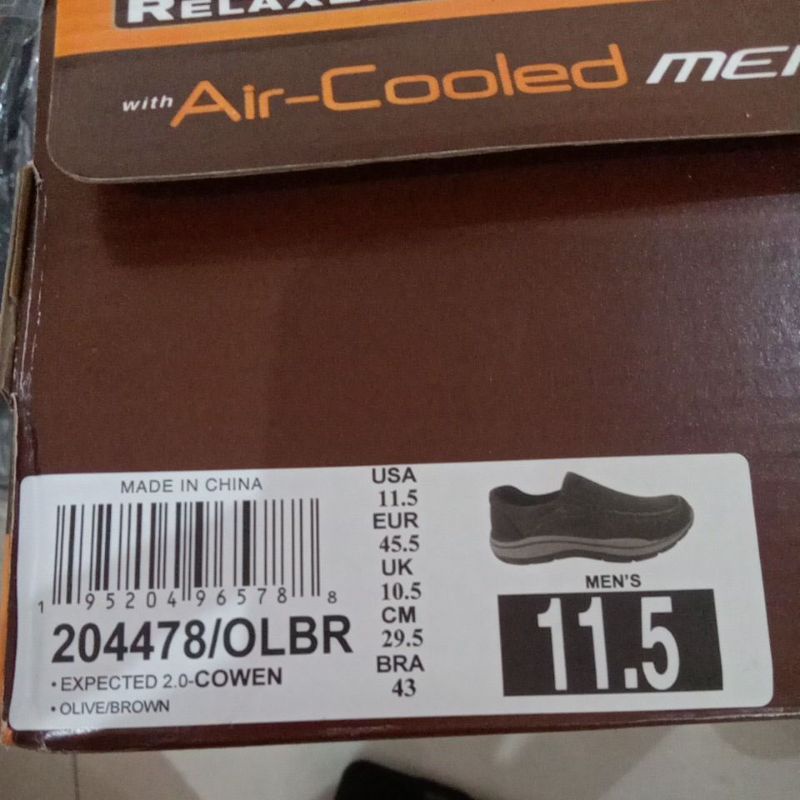 with Air-Cooled
MADE IN CHINA
1 95204 96578 8
204478/OLBR
• EXPECTED 2.0-COWEN
• OLIVE/BROWN
USA
11.5
EUR
45.5
UK
10.5
CM
29.5
BRA
43
MEN'S
11.5